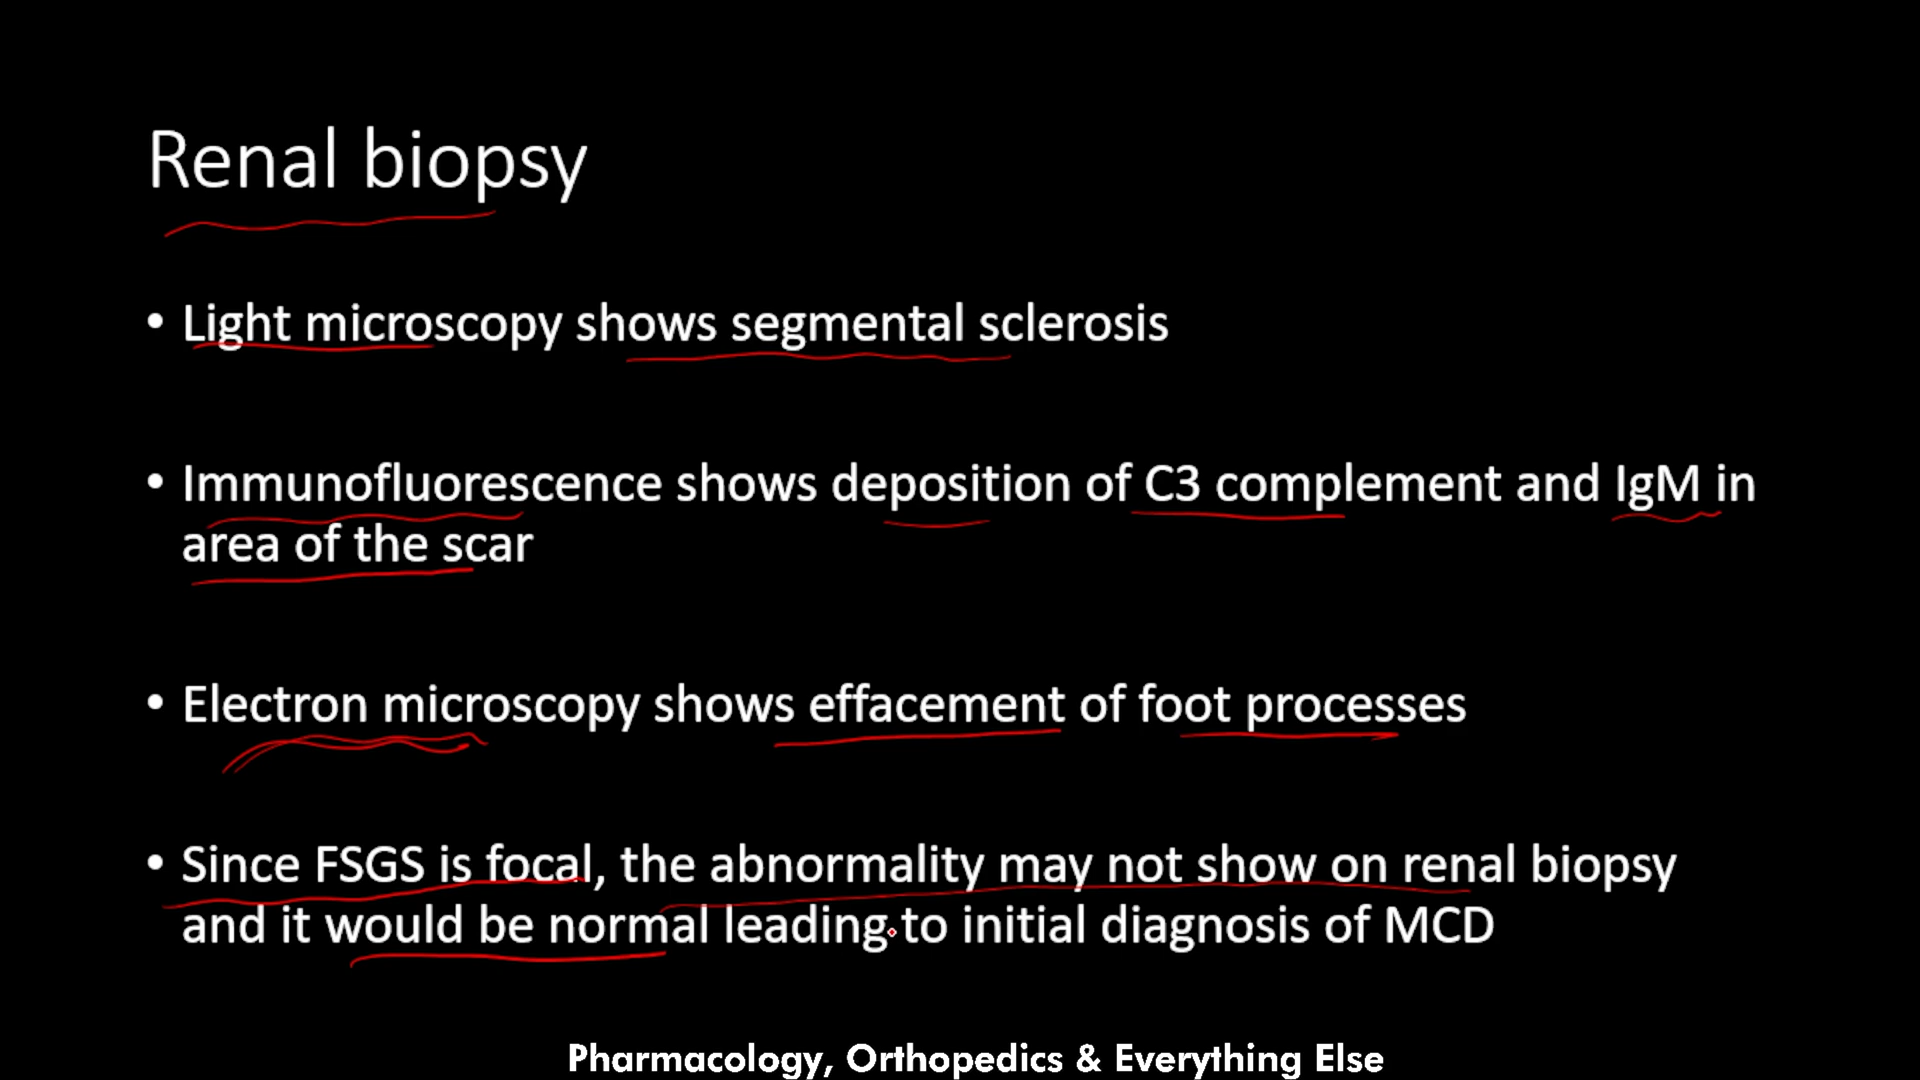 Renal biopsy
• Light microscopy shows segmental sclerosis
• Immunofluorescence shows deposition of C3 complement and IgM in
area of the scar
• Electron microscopy shows effacement of foot processes
• Since FSGS is focal, the abnormality may not show on renal biopsy
and it would be normal leading to initial diagnosis of MCD
Pharmacology, Orthopedics & Everything Else